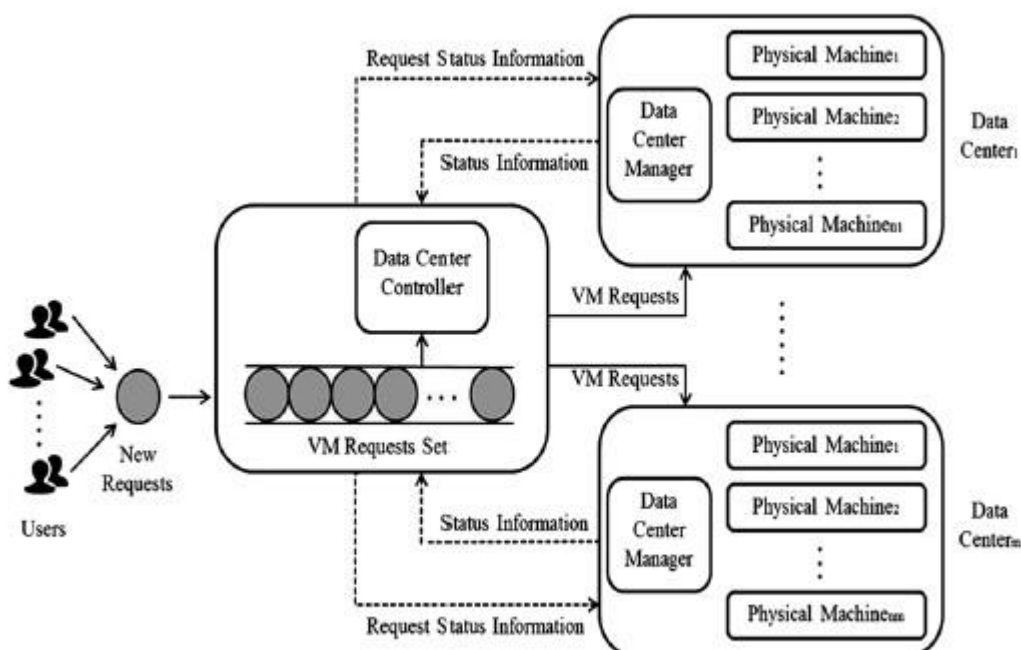 Request Status Information
Physical Machine₁
Physical Machine₂
Data
Center
Manager
Data
Center₁
Status Information
Physical Machineₙ₁
Data Center
Controller
VM Requests
VM Requests
VM Requests Set
New
Requests
Users
Physical Machine₁
Physical Machine₂
Data
Center
Manager
Data
Centerₘ
Status Information
Physical Machineₙₘ
Request Status Information